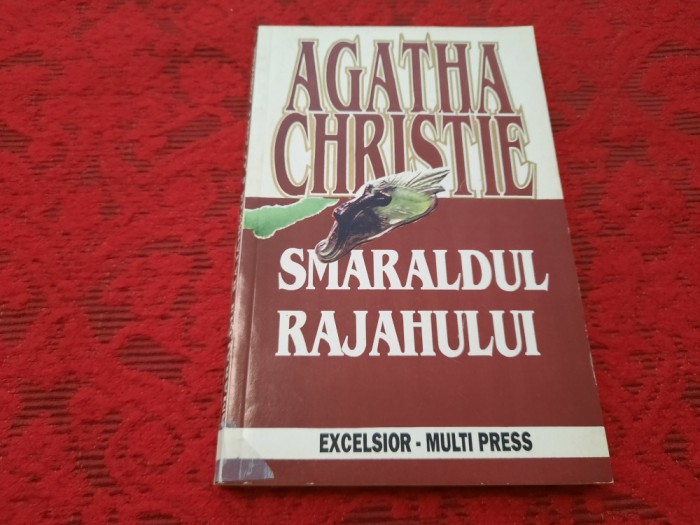 AGATHA
CHRISTIE
SMARALDUL
RAJAHULUI
EXCELSIOR - MULTI PRESS